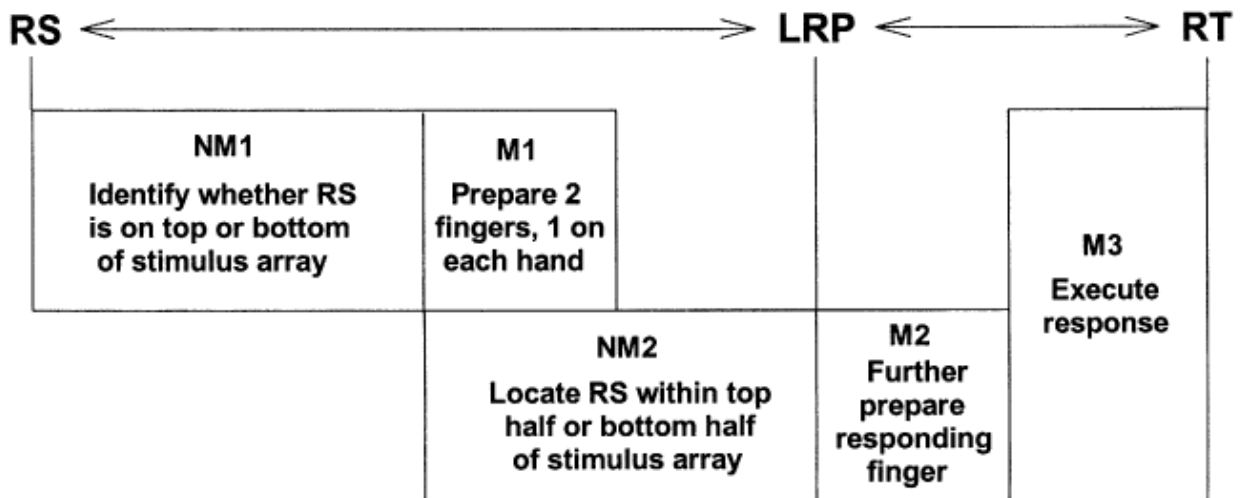 RS LRP RT
NM1
Identify whether RS
is on top or bottom
of stimulus array
M1
Prepare 2
fingers, 1 on
each hand
NM2
Locate RS within top
half or bottom half
of stimulus array
M2
Further
prepare
responding
finger
M3
Execute
response